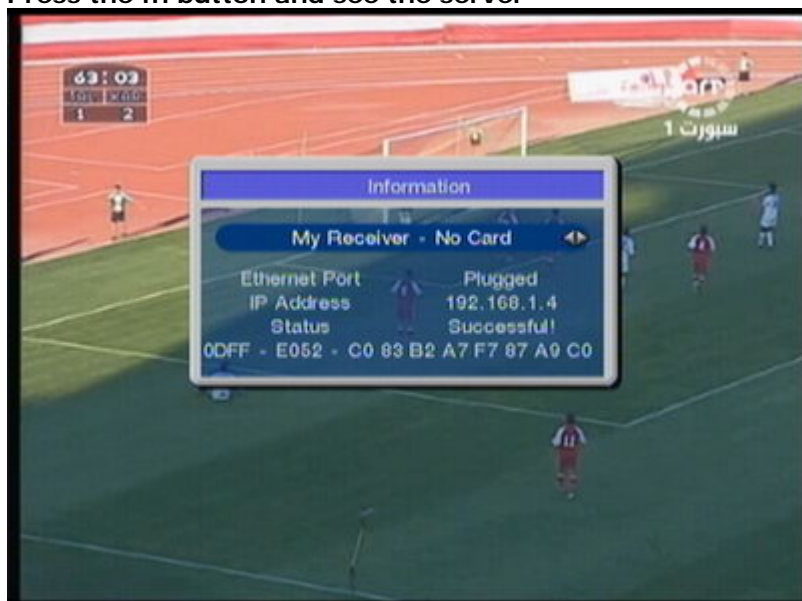 Press the m button and see the server
63:03
1 2
art
سبورت 1
Information
My Receiver - No Card
Ethernet Port Plugged
IP Address 192.168.1.4
Status Successful!
0DFF - E052 - C0 83 B2 A7 F7 87 A9 C0
11